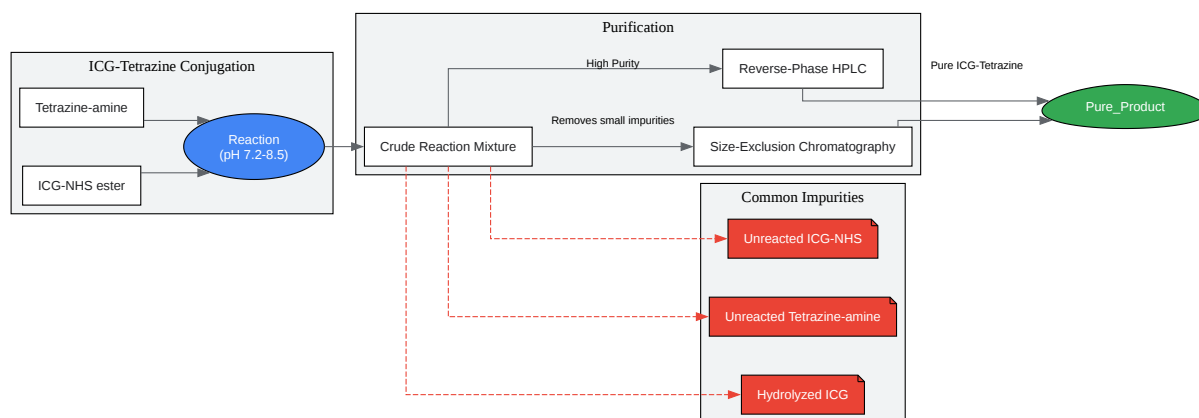 ICG-Tetrazine Conjugation
Tetrazine-amine
ICG-NHS ester
Reaction
(pH 7.2-8.5)
Purification
Crude Reaction Mixture
High Purity
Removes small impurities
Reverse-Phase HPLC
Size-Exclusion Chromatography
Pure ICG-Tetrazine
Pure_Product
Common Impurities
Unreacted ICG-NHS
Unreacted Tetrazine-amine
Hydrolyzed ICG